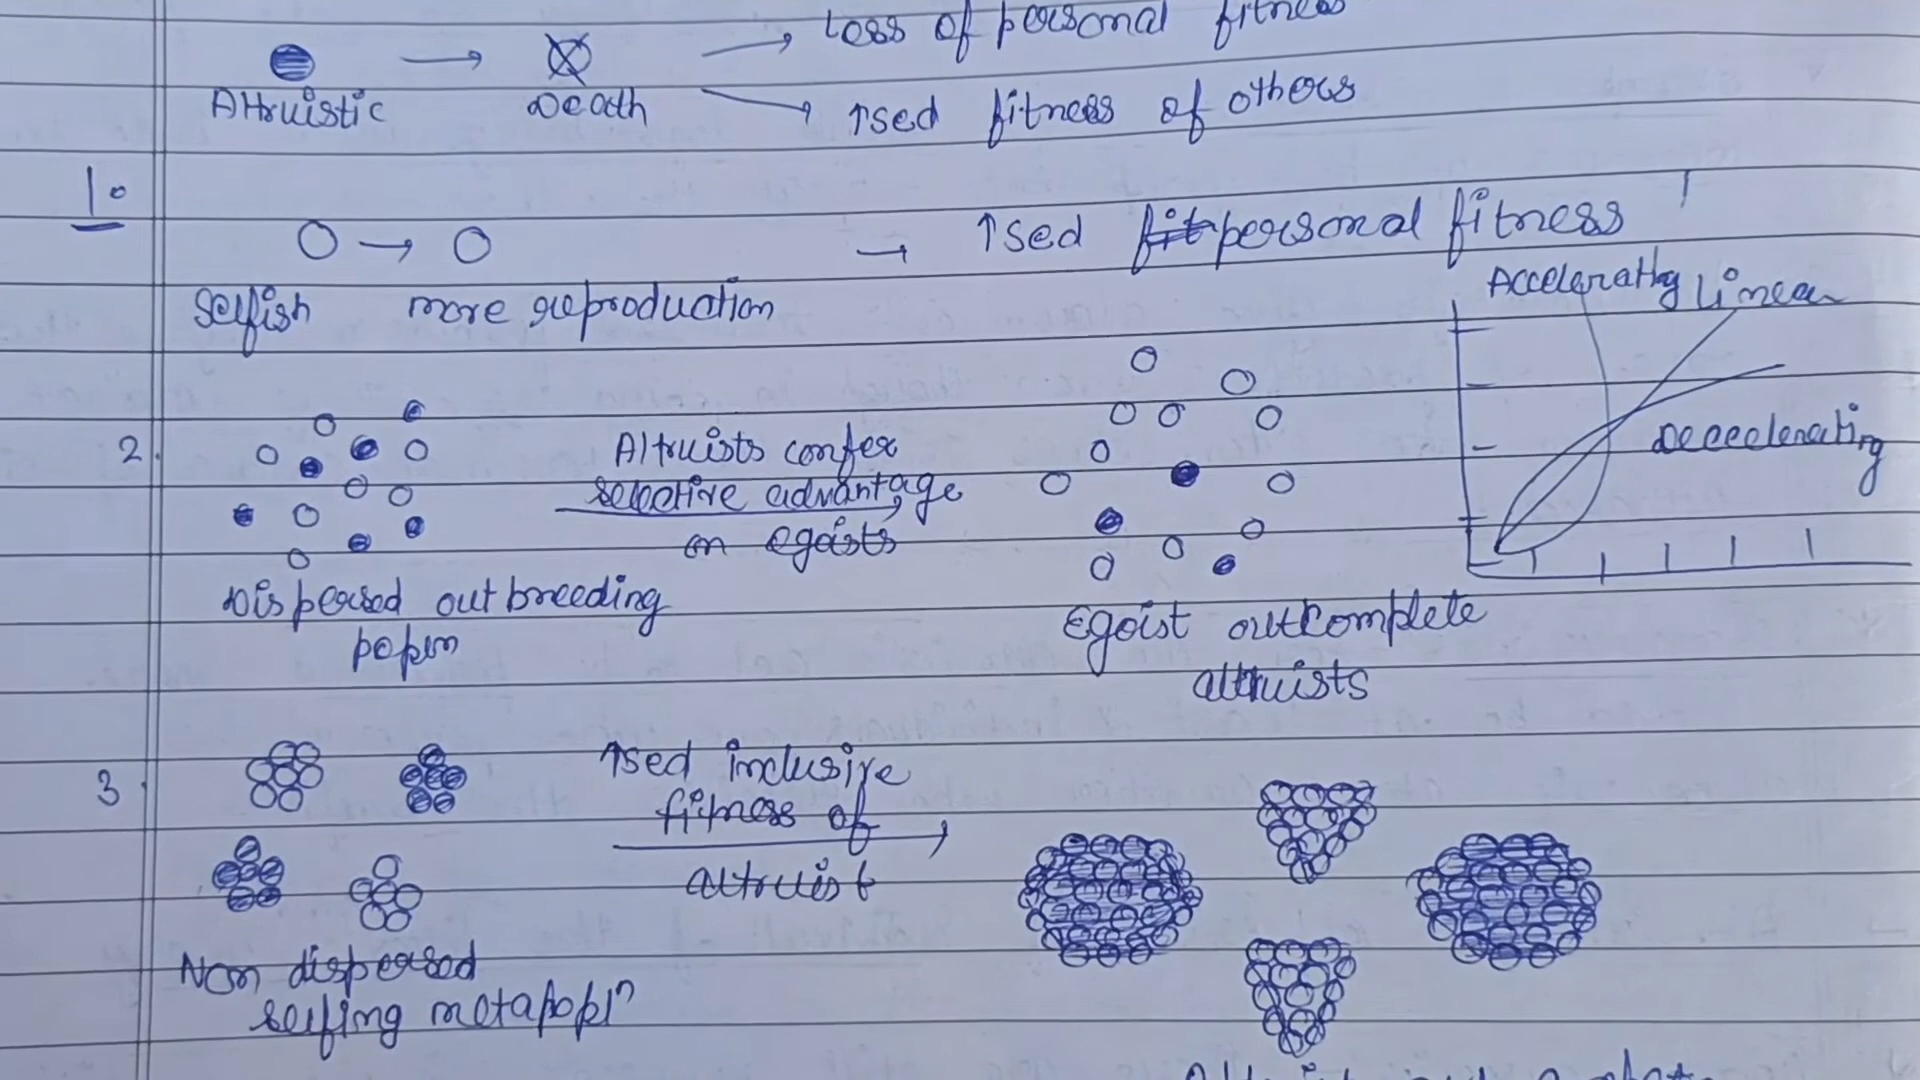 Loss of personal fitness
Altruistic
Death
↑sed fitness of others
1.
→ ↑sed personal fitness
Selfish more reproduction
Accelerating Linear
Deccelerating
2.
Altruists confer
selective advantage
on egoists
Dispersed outbreeding
popln
Egoist outcomplete
altruists
3.
↑sed inclusive
fitness of
altruist
Non dispersed
selfing metapopln